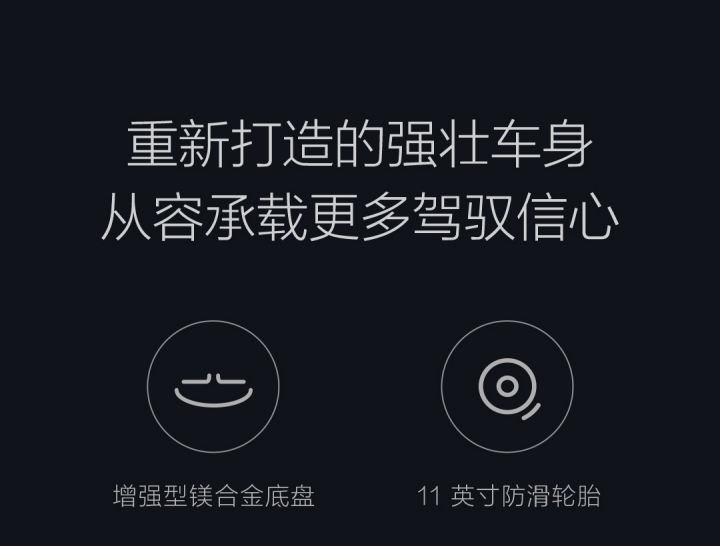 重新打造的强壮车身
从容承载更多驾驭信心
增强型镁合金底盘
11 英寸防滑轮胎